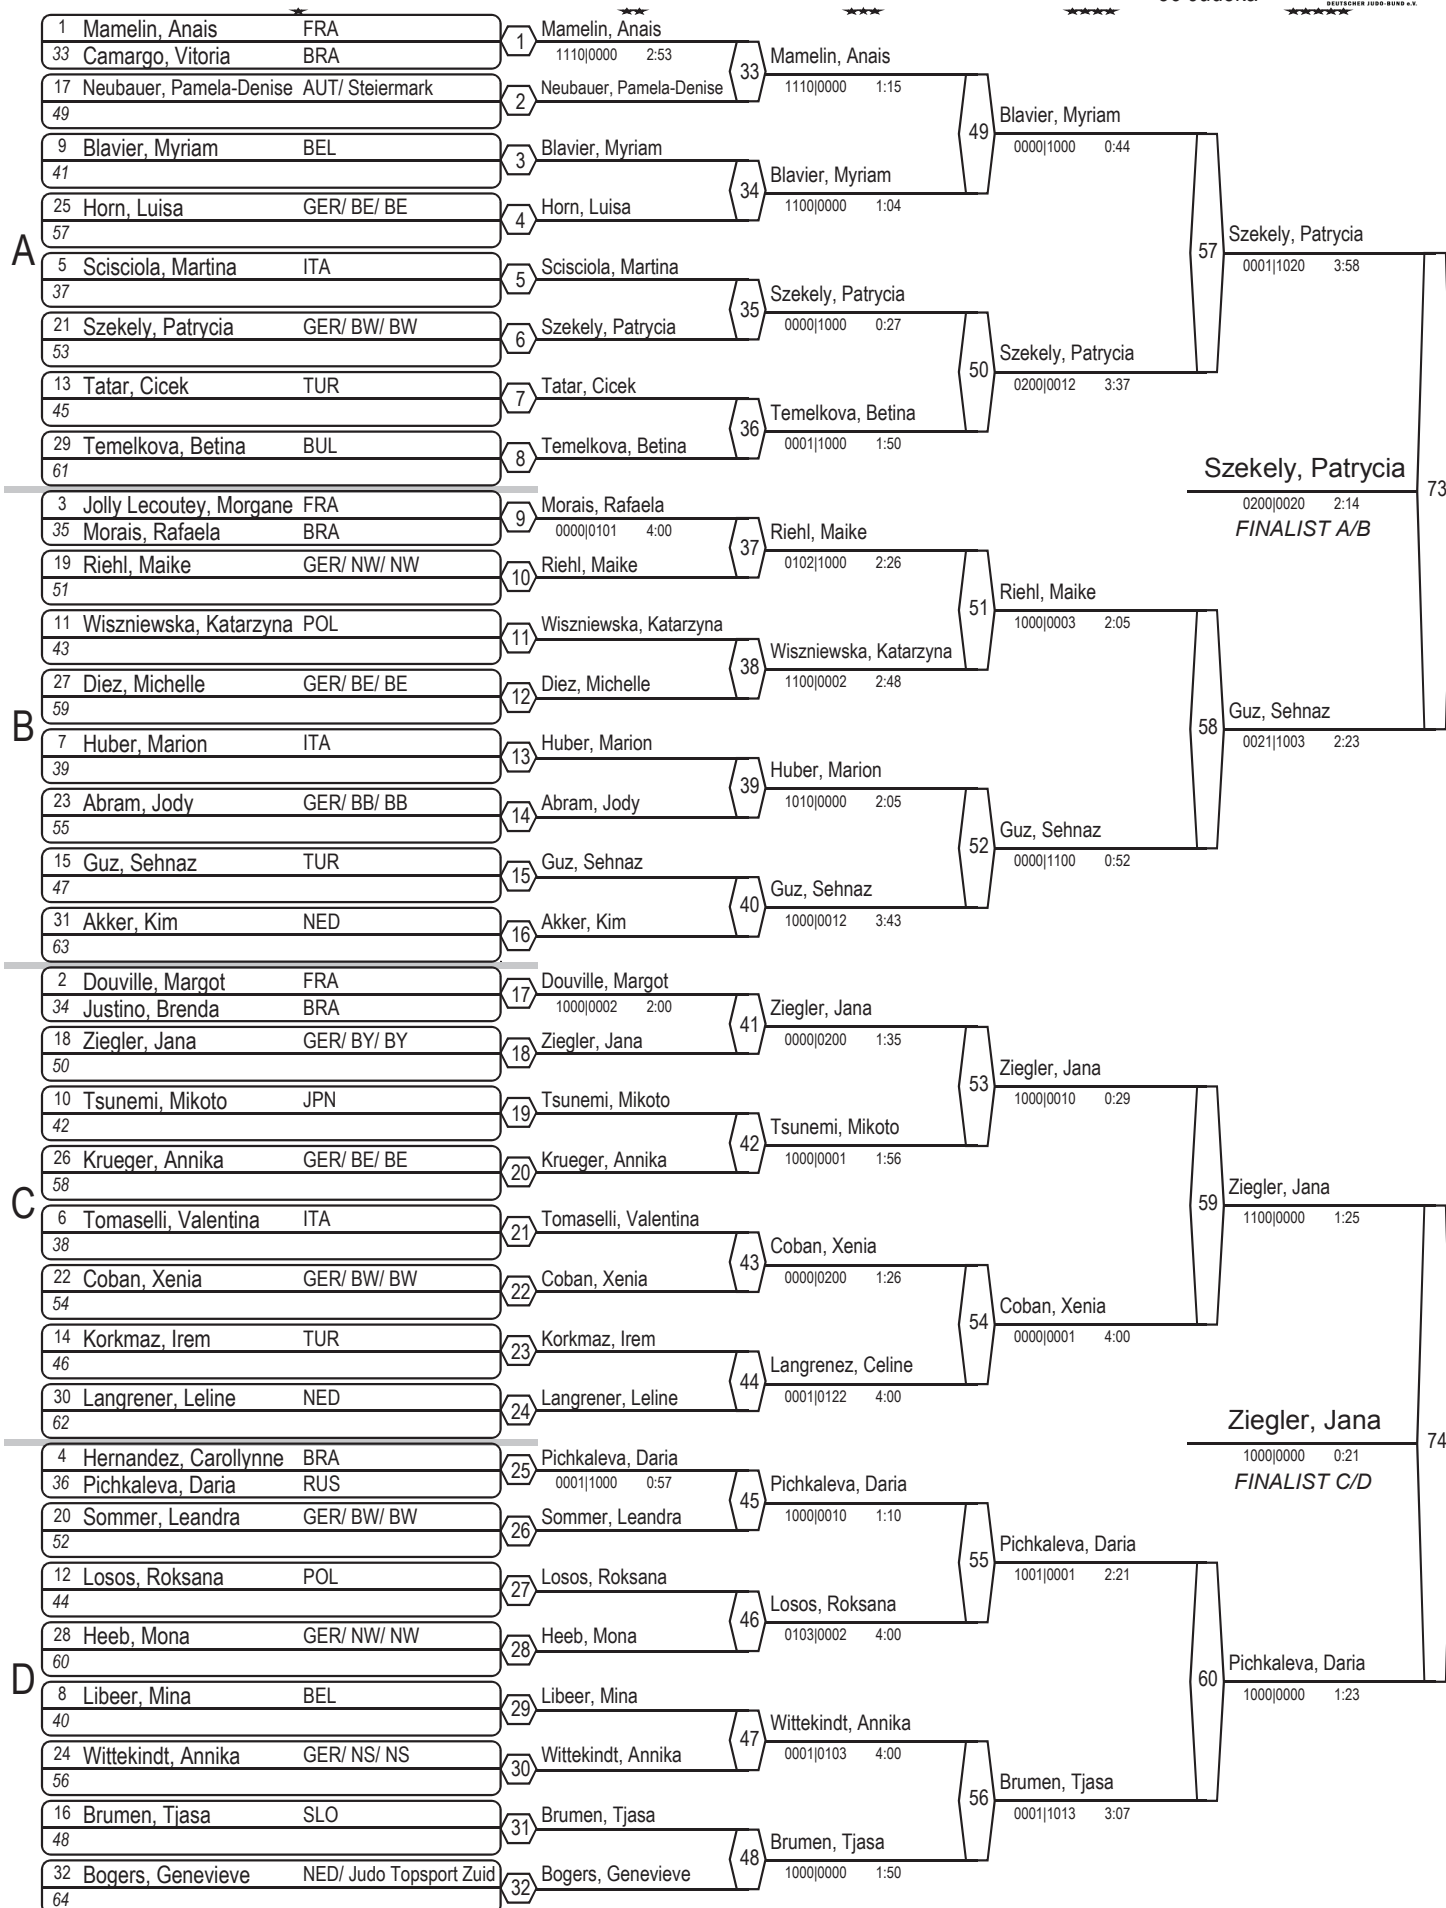 DEUTSCHER JUDO-BUND e.V.
1 Mamelin, Anais FRA
33 Camargo, Vitoria BRA
1
Mamelin, Anais
1110|0000 2:53
17 Neubauer, Pamela-Denise AUT/ Steiermark
49
2
Neubauer, Pamela-Denise
33
Mamelin, Anais
1110|0000 1:15
9 Blavier, Myriam BEL
41
3
Blavier, Myriam
25 Horn, Luisa GER/ BE/ BE
57
4
Horn, Luisa
34
Blavier, Myriam
1100|0000 1:04
49
Blavier, Myriam
0000|1000 0:44
A
5 Scisciola, Martina ITA
37
5
Scisciola, Martina
21 Szekely, Patrycia GER/ BW/ BW
53
6
Szekely, Patrycia
35
Szekely, Patrycia
0000|1000 0:27
13 Tatar, Cicek TUR
45
7
Tatar, Cicek
29 Temelkova, Betina BUL
61
8
Temelkova, Betina
36
Temelkova, Betina
0001|1000 1:50
50
Szekely, Patrycia
0200|0012 3:37
57
Szekely, Patrycia
0001|1020 3:58
Szekely, Patrycia
0200|0020 2:14
FINALIST A/B
73
3 Jolly Lecoutey, Morgane FRA
35 Morais, Rafaela BRA
9
Morais, Rafaela
0000|0101 4:00
19 Riehl, Maike GER/ NW/ NW
51
10
Riehl, Maike
37
Riehl, Maike
0102|1000 2:26
11 Wiszniewska, Katarzyna POL
43
11
Wiszniewska, Katarzyna
27 Diez, Michelle GER/ BE/ BE
59
12
Diez, Michelle
38
Wiszniewska, Katarzyna
1100|0002 2:48
51
Riehl, Maike
1000|0003 2:05
B
7 Huber, Marion ITA
39
13
Huber, Marion
23 Abram, Jody GER/ BB/ BB
55
14
Abram, Jody
39
Huber, Marion
1010|0000 2:05
15 Guz, Sehnaz TUR
47
15
Guz, Sehnaz
31 Akker, Kim NED
63
16
Akker, Kim
40
Guz, Sehnaz
1000|0012 3:43
52
Guz, Sehnaz
0000|1100 0:52
58
Guz, Sehnaz
0021|1003 2:23
2 Douville, Margot FRA
34 Justino, Brenda BRA
17
Douville, Margot
1000|0002 2:00
18 Ziegler, Jana GER/ BY/ BY
50
18
Ziegler, Jana
41
Ziegler, Jana
0000|0200 1:35
10 Tsunemi, Mikoto JPN
42
19
Tsunemi, Mikoto
26 Krueger, Annika GER/ BE/ BE
58
20
Krueger, Annika
42
Tsunemi, Mikoto
1000|0001 1:56
53
Ziegler, Jana
1000|0010 0:29
C
6 Tomaselli, Valentina ITA
38
21
Tomaselli, Valentina
22 Coban, Xenia GER/ BW/ BW
54
22
Coban, Xenia
43
Coban, Xenia
0000|0200 1:26
14 Korkmaz, Irem TUR
46
23
Korkmaz, Irem
30 Langrener, Leline NED
62
24
Langrener, Leline
44
Langrenez, Celine
0001|0122 4:00
54
Coban, Xenia
0000|0001 4:00
59
Ziegler, Jana
1100|0000 1:25
Ziegler, Jana
1000|0000 0:21
FINALIST C/D
74
4 Hernandez, Carollynne BRA
36 Pichkaleva, Daria RUS
25
Pichkaleva, Daria
0001|1000 0:57
20 Sommer, Leandra GER/ BW/ BW
52
26
Sommer, Leandra
45
Pichkaleva, Daria
1000|0010 1:10
12 Losos, Roksana POL
44
27
Losos, Roksana
28 Heeb, Mona GER/ NW/ NW
60
28
Heeb, Mona
46
Losos, Roksana
0103|0002 4:00
55
Pichkaleva, Daria
1001|0001 2:21
D
8 Libeer, Mina BEL
40
29
Libeer, Mina
24 Wittekindt, Annika GER/ NS/ NS
56
30
Wittekindt, Annika
47
Wittekindt, Annika
0001|0103 4:00
16 Brumen, Tjasa SLO
48
31
Brumen, Tjasa
32 Bogers, Genevieve NED/ Judo Topsport Zuid
64
32
Bogers, Genevieve
48
Brumen, Tjasa
1000|0000 1:50
56
Brumen, Tjasa
0001|1013 3:07
60
Pichkaleva, Daria
1000|0000 1:23